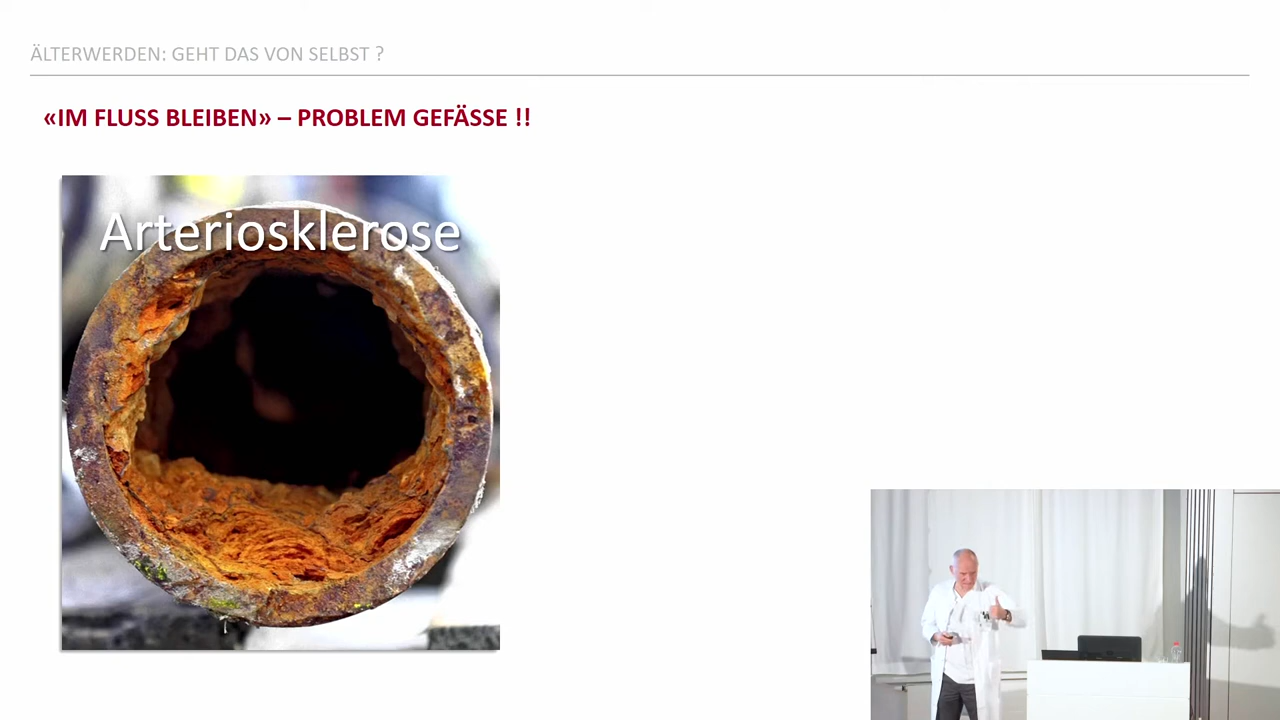 ÄLTERWERDEN: GEHT DAS VON SELBST ?
«IM FLUSS BLEIBEN» – PROBLEM GEFÄSSE !!
Arteriosklerose